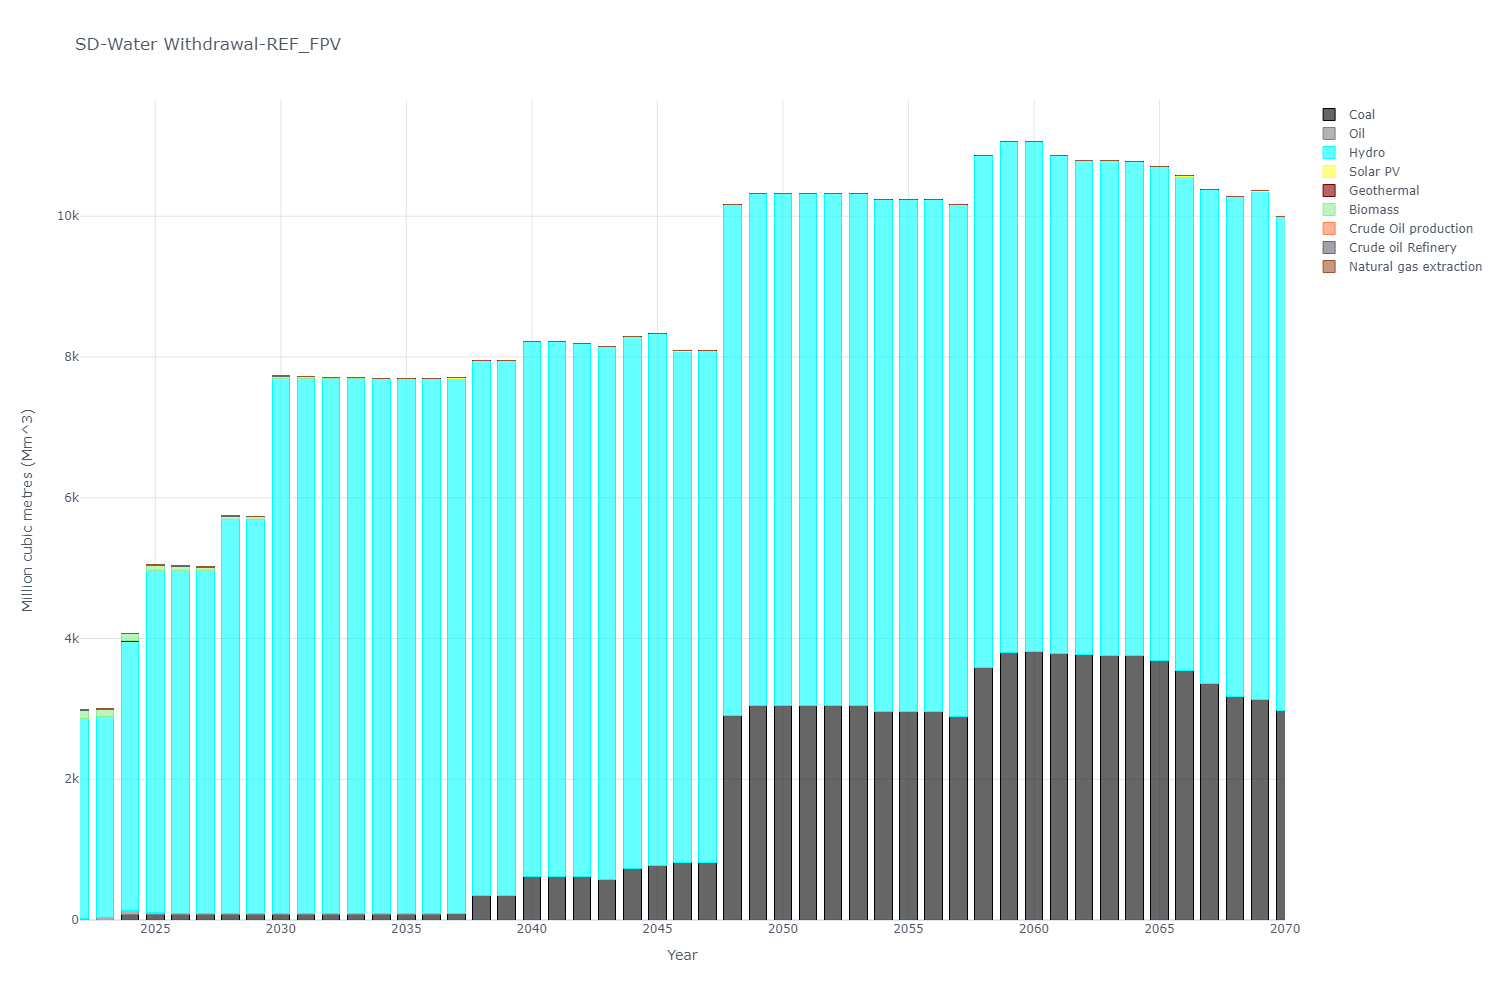 SD-Water Withdrawal-REF_FPV
Coal
Oil
Hydro
Solar PV
Geothermal
Biomass
Crude Oil production
Crude oil Refinery
Natural gas extraction
Million cubic metres (Mm^3)
10k
8k
6k
4k
2k
0
2025
2030
2035
2040
2045
2050
2055
2060
2065
2070
Year